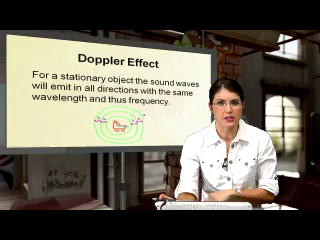 Doppler Effect
For a stationary object the sound waves
will emit in all directions with the same
wavelength and thus frequency.